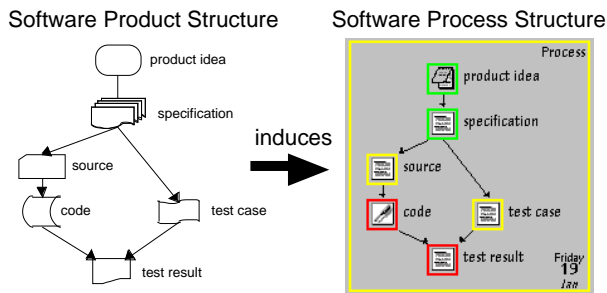 Software Product Structure
Software Process Structure
product idea
specification
source
code
test case
test result
induces
Process
product idea
specification
source
code
test case
test result
Friday
19
Jan